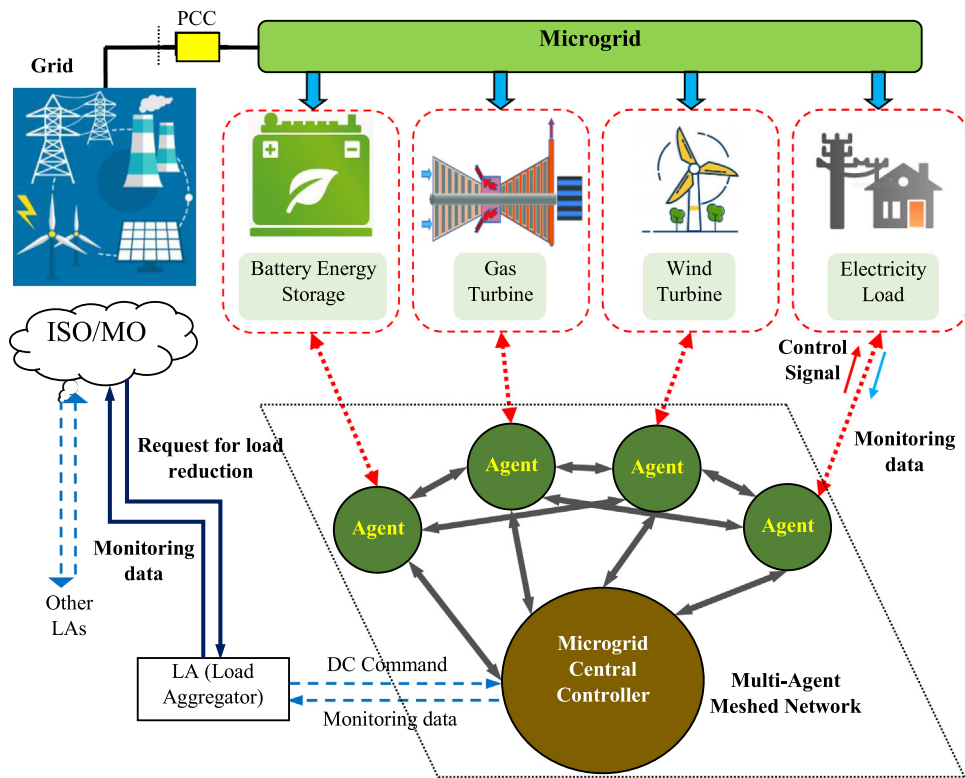 PCC
Microgrid
Grid
Battery Energy
Storage
Gas
Turbine
Wind
Turbine
Electricity
Load
ISO/MO
Control
Signal
Request for load
reduction
Monitoring
data
Agent
Agent
Agent
Agent
Monitoring
data
Other
LAs
LA (Load
Aggregator)
DC Command
Monitoring data
Microgrid
Central
Controller
Multi-Agent
Meshed Network